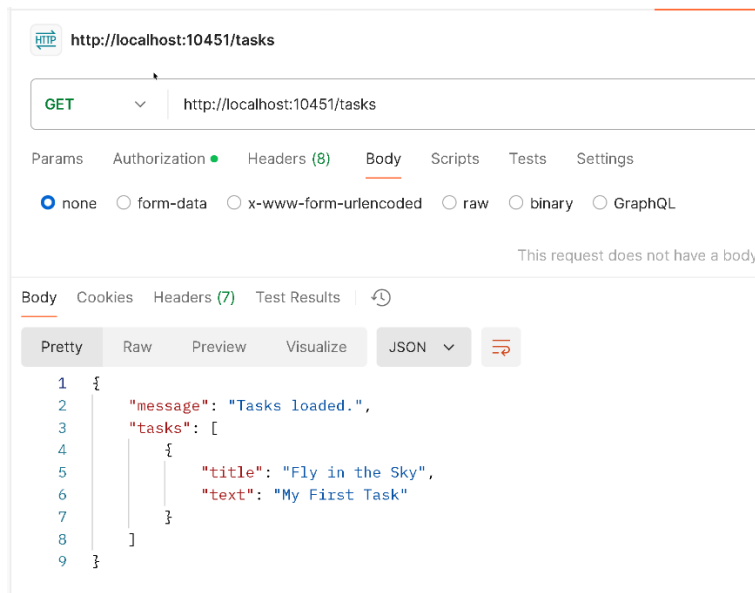 HTTP http://localhost:10451/tasks
GET http://localhost:10451/tasks
Params Authorization Headers (8) Body Scripts Tests Settings
none form-data x-www-form-urlencoded raw binary GraphQL
This request does not have a body
Body Cookies Headers (7) Test Results
Pretty Raw Preview Visualize JSON
1 {
2 "message": "Tasks loaded.",
3 "tasks": [
4 {
5 "title": "Fly in the Sky",
6 "text": "My First Task"
7 }
8 ]
9 }